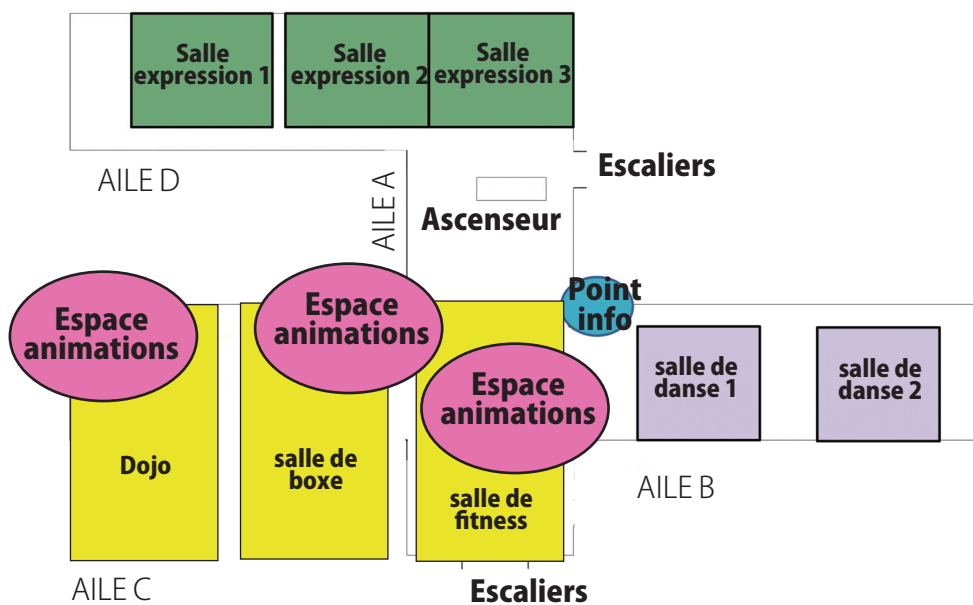 Salle
expression 1
Salle
expression 2
Salle
expression 3
AILE D
AILE A
Escaliers
Ascenseur
Espace
animations
Espace
animations
Point
info
Espace
animations
salle de
danse 1
salle de
danse 2
Dojo
salle de
boxe
salle de
fitness
AILE B
AILE C
Escaliers